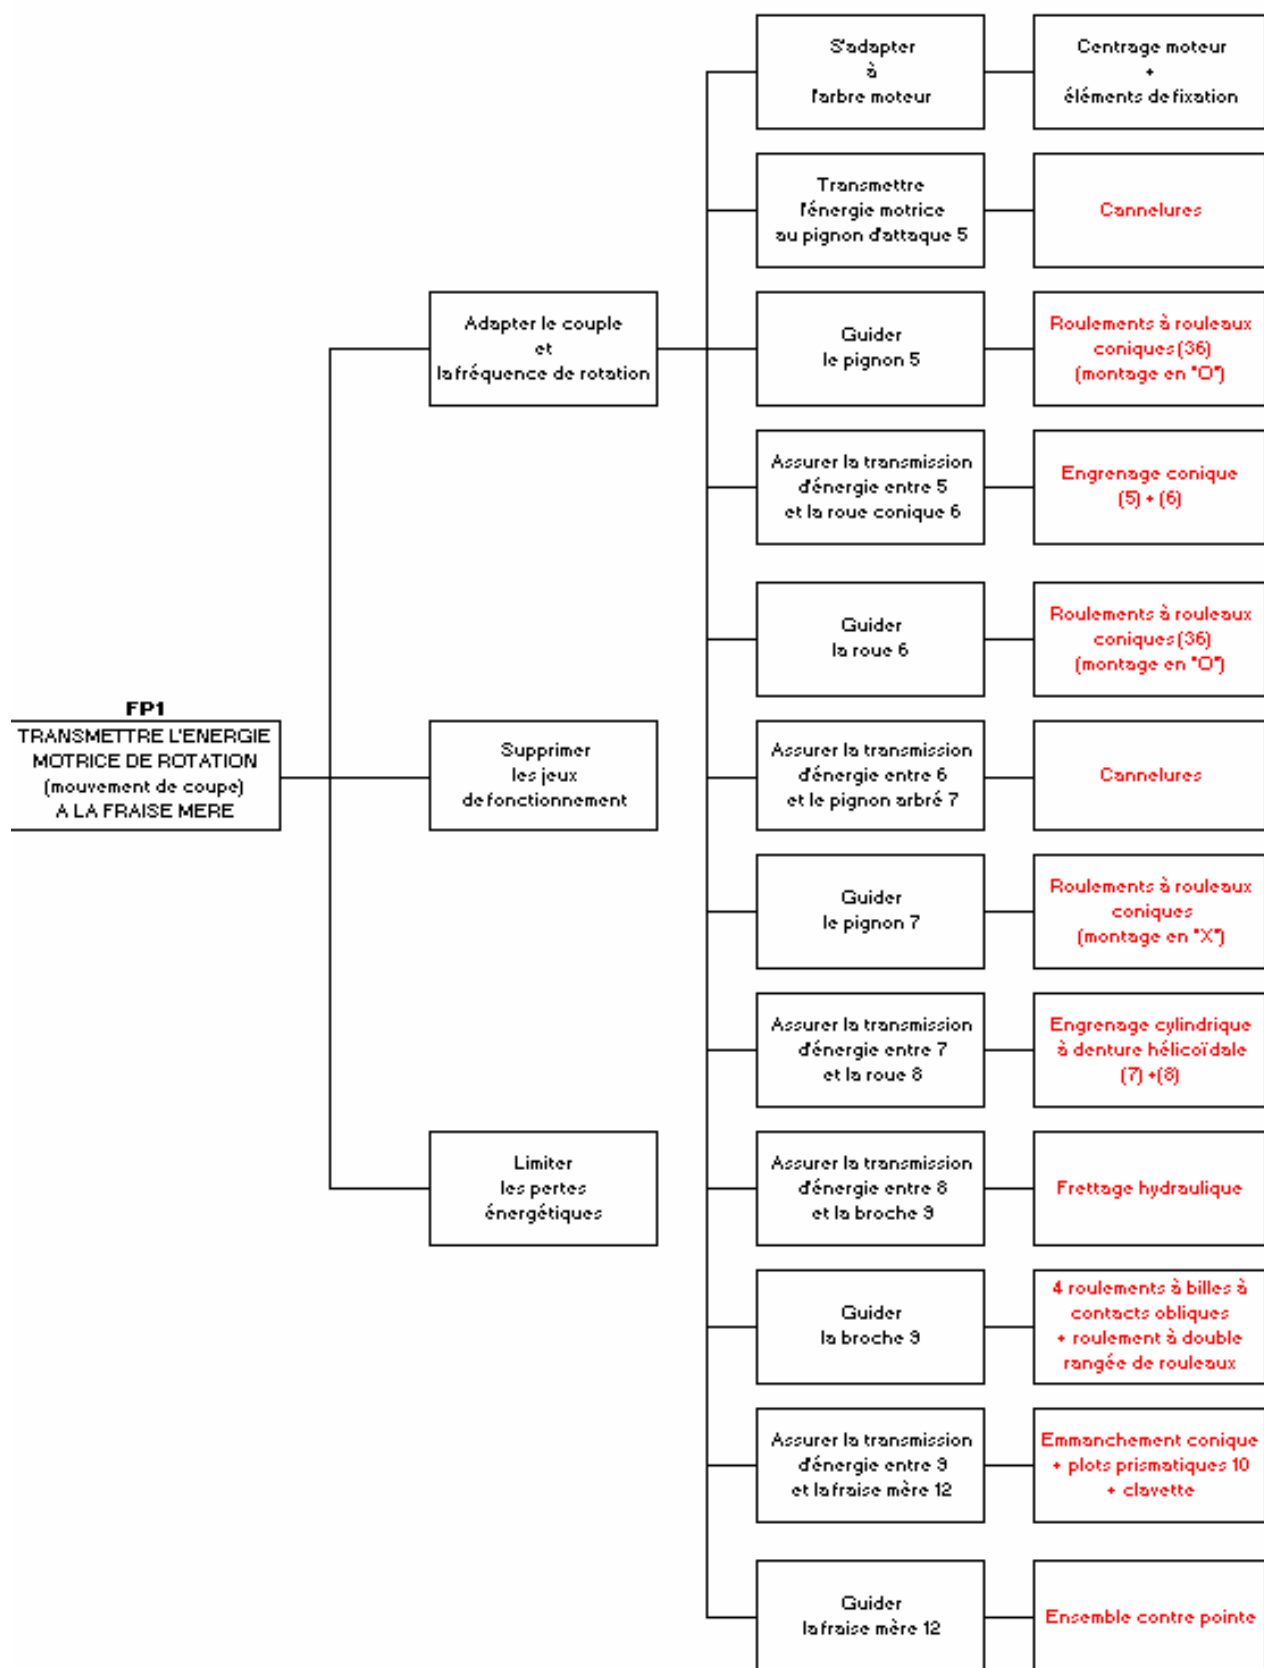 S'adapter
à
l'arbre moteur
Centrage moteur
+
éléments de fixation
Transmettre
l'énergie motrice
au pignon d'attaque 5
Cannelures
Adapter le couple
et
la fréquence de rotation
Guider
le pignon 5
Roulements à rouleaux
coniques (36)
(montage en "O")
Assurer la transmission
d'énergie entre 5
et la roue conique 6
Engrenage conique
(5) + (6)
Guider
la roue 6
Roulements à rouleaux
coniques (36)
(montage en "O")
FP1
TRANSMETTRE L'ENERGIE
MOTRICE DE ROTATION
(mouvement de coupe)
A LA FRAISE MERE
Supprimer
les jeux
de fonctionnement
Assurer la transmission
d'énergie entre 6
et le pignon arbré 7
Cannelures
Guider
le pignon 7
Roulements à rouleaux
coniques
(montage en "X")
Assurer la transmission
d'énergie entre 7
et la roue 8
Engrenage cylindrique
à denture hélicoïdale
(7) +(8)
Limiter
les pertes
énergétiques
Assurer la transmission
d'énergie entre 8
et la broche 9
Frettage hydraulique
Guider
la broche 9
4 roulements à billes à
contacts obliques
+ roulement à double
rangée de rouleaux
Assurer la transmission
d'énergie entre 9
et la fraise mère 12
Emmanchement conique
+ plots prismatiques 10
+ clavette
Guider
la fraise mère 12
Ensemble contre pointe